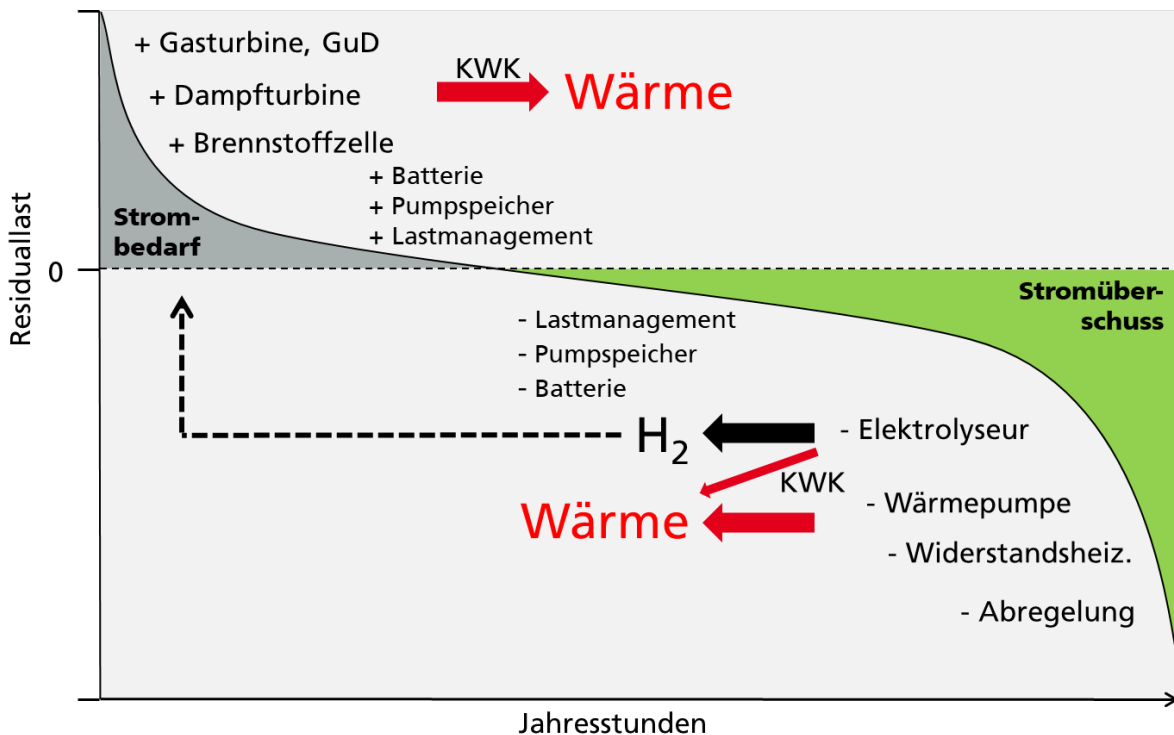 + Gasturbine, GuD
KWK
+ Dampfturbine
Wärme
+ Brennstoffzelle
+ Batterie
+ Pumpspeicher
+ Lastmanagement
Strom-
bedarf
Residuallast
0
Stromüber-
schuss
- Lastmanagement
- Pumpspeicher
- Batterie
H₂
- Elektrolyseur
KWK
Wärme
- Wärmepumpe
- Widerstandsheiz.
- Abregelung
Jahresstunden